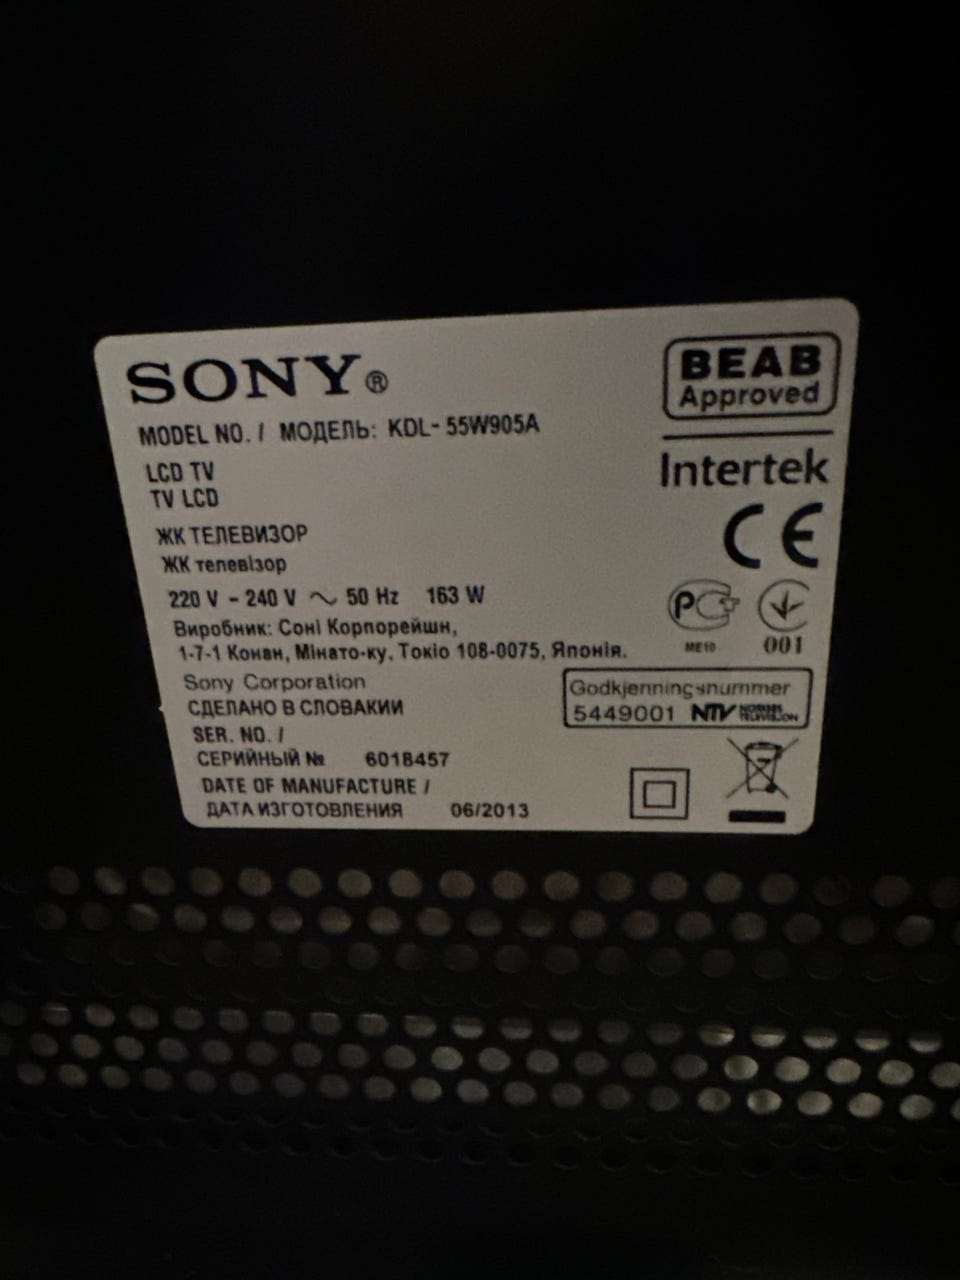 SONY®
MODEL NO. / МОДЕЛЬ: KDL-55W905A
LCD TV
TV LCD
ЖК ТЕЛЕВИЗОР
ЖК телевізор
220 V - 240 V ~ 50 Hz 163 W
Виробник: Соні Корпорейшн,
1-7-1 Конан, Мінато-ку, Токіо 108-0075, Японія.
Sony Corporation
СДЕЛАНО В СЛОВАКИИ
SER. NO. /
СЕРИЙНЫЙ № 6018457
DATE OF MANUFACTURE /
ДАТА ИЗГОТОВЛЕНИЯ 06/2013
BEAB
Approved
Intertek
CE
РС
ME10
001
Godkjenningsnummer
5449001 NTV NORGES
TELEVISJON